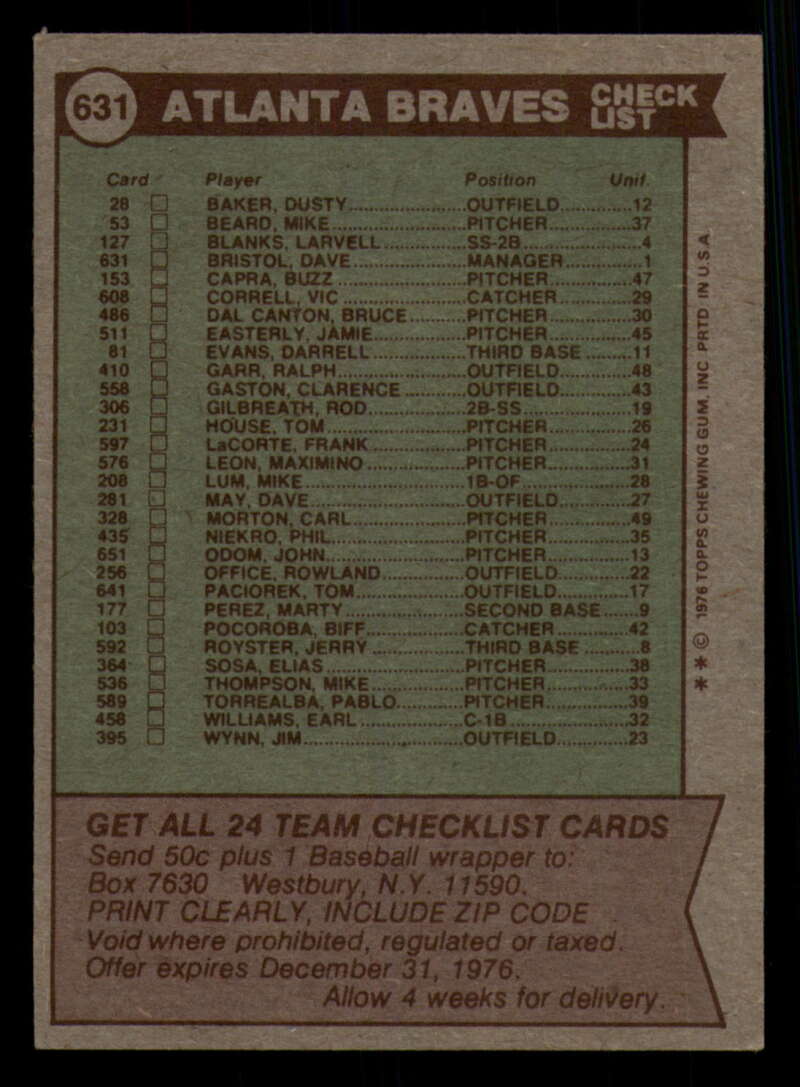 631 ATLANTA BRAVES CHECK LIST
Card Player Position Unif.
28 BAKER, DUSTY OUTFIELD 12
53 BEARD, MIKE PITCHER 37
127 BLANKS, LARVELL SS-2B 4
631 BRISTOL, DAVE MANAGER 1
153 CAPRA, BUZZ PITCHER 47
608 CORRELL, VIC CATCHER 29
486 DAL CANTON, BRUCE PITCHER 30
511 EASTERLY, JAMIE PITCHER 45
81 EVANS, DARRELL THIRD BASE 11
410 GARR, RALPH OUTFIELD 48
558 GASTON, CLARENCE OUTFIELD 43
306 GILBREATH, ROD 2B-SS 19
231 HOUSE, TOM PITCHER 26
597 LaCORTE, FRANK PITCHER 24
576 LEON, MAXIMINO PITCHER 31
208 LUM, MIKE 1B-OF 28
281 MAY, DAVE OUTFIELD 27
328 MORTON, CARL PITCHER 49
435 NIEKRO, PHIL PITCHER 35
651 ODOM, JOHN PITCHER 13
256 OFFICE, ROWLAND OUTFIELD 22
641 PACIOREK, TOM OUTFIELD 17
177 PEREZ, MARTY SECOND BASE 9
103 POCOROBA, BIFF CATCHER 42
592 ROYSTER, JERRY THIRD BASE 8
364 SOSA, ELIAS PITCHER 38
536 THOMPSON, MIKE PITCHER 33
589 TORREALBA, PABLO PITCHER 39
458 WILLIAMS, EARL C-1B 32
395 WYNN, JIM OUTFIELD 23
* * © 1976 TOPPS CHEWING GUM, INC PRTD IN U.S.A
GET ALL 24 TEAM CHECKLIST CARDS
Send 50c plus 1 Baseball wrapper to:
Box 7630 Westbury, N.Y. 11590.
PRINT CLEARLY, INCLUDE ZIP CODE
Void where prohibited, regulated or taxed.
Offer expires December 31, 1976.
Allow 4 weeks for delivery.